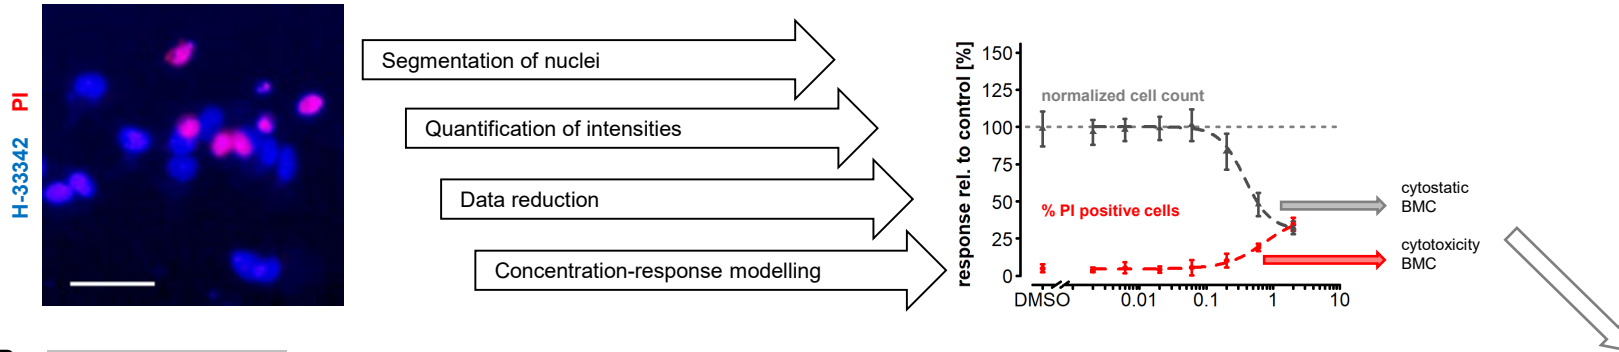 H-33342 PI
Segmentation of nuclei
Quantification of intensities
Data reduction
Concentration-response modelling
response rel. to control [%]
150
125
100
75
50
25
0
normalized cell count
% PI positive cells
DMSO 0.01 0.1 1 10
cytostatic
BMC
cytotoxicity
BMC